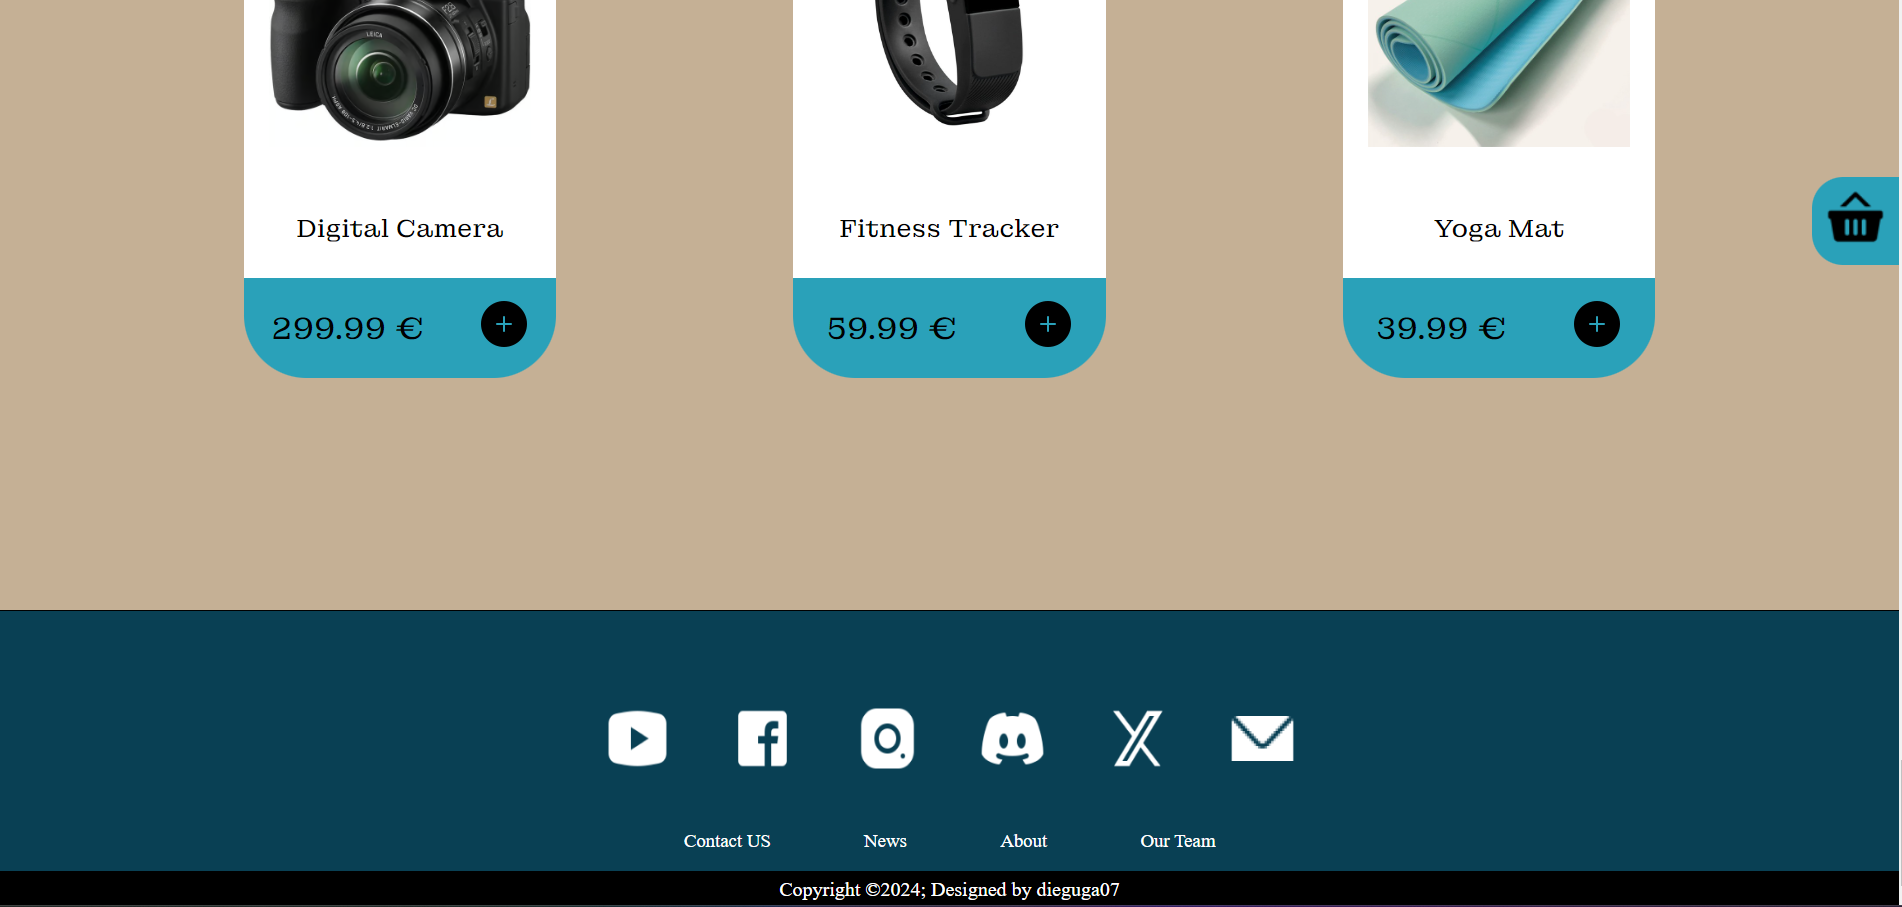 LEICA
Digital Camera
Fitness Tracker
Yoga Mat
299.99 €
+
59.99 €
+
39.99 €
+
Contact US
News
About
Our Team
Copyright ©2024; Designed by dieguga07